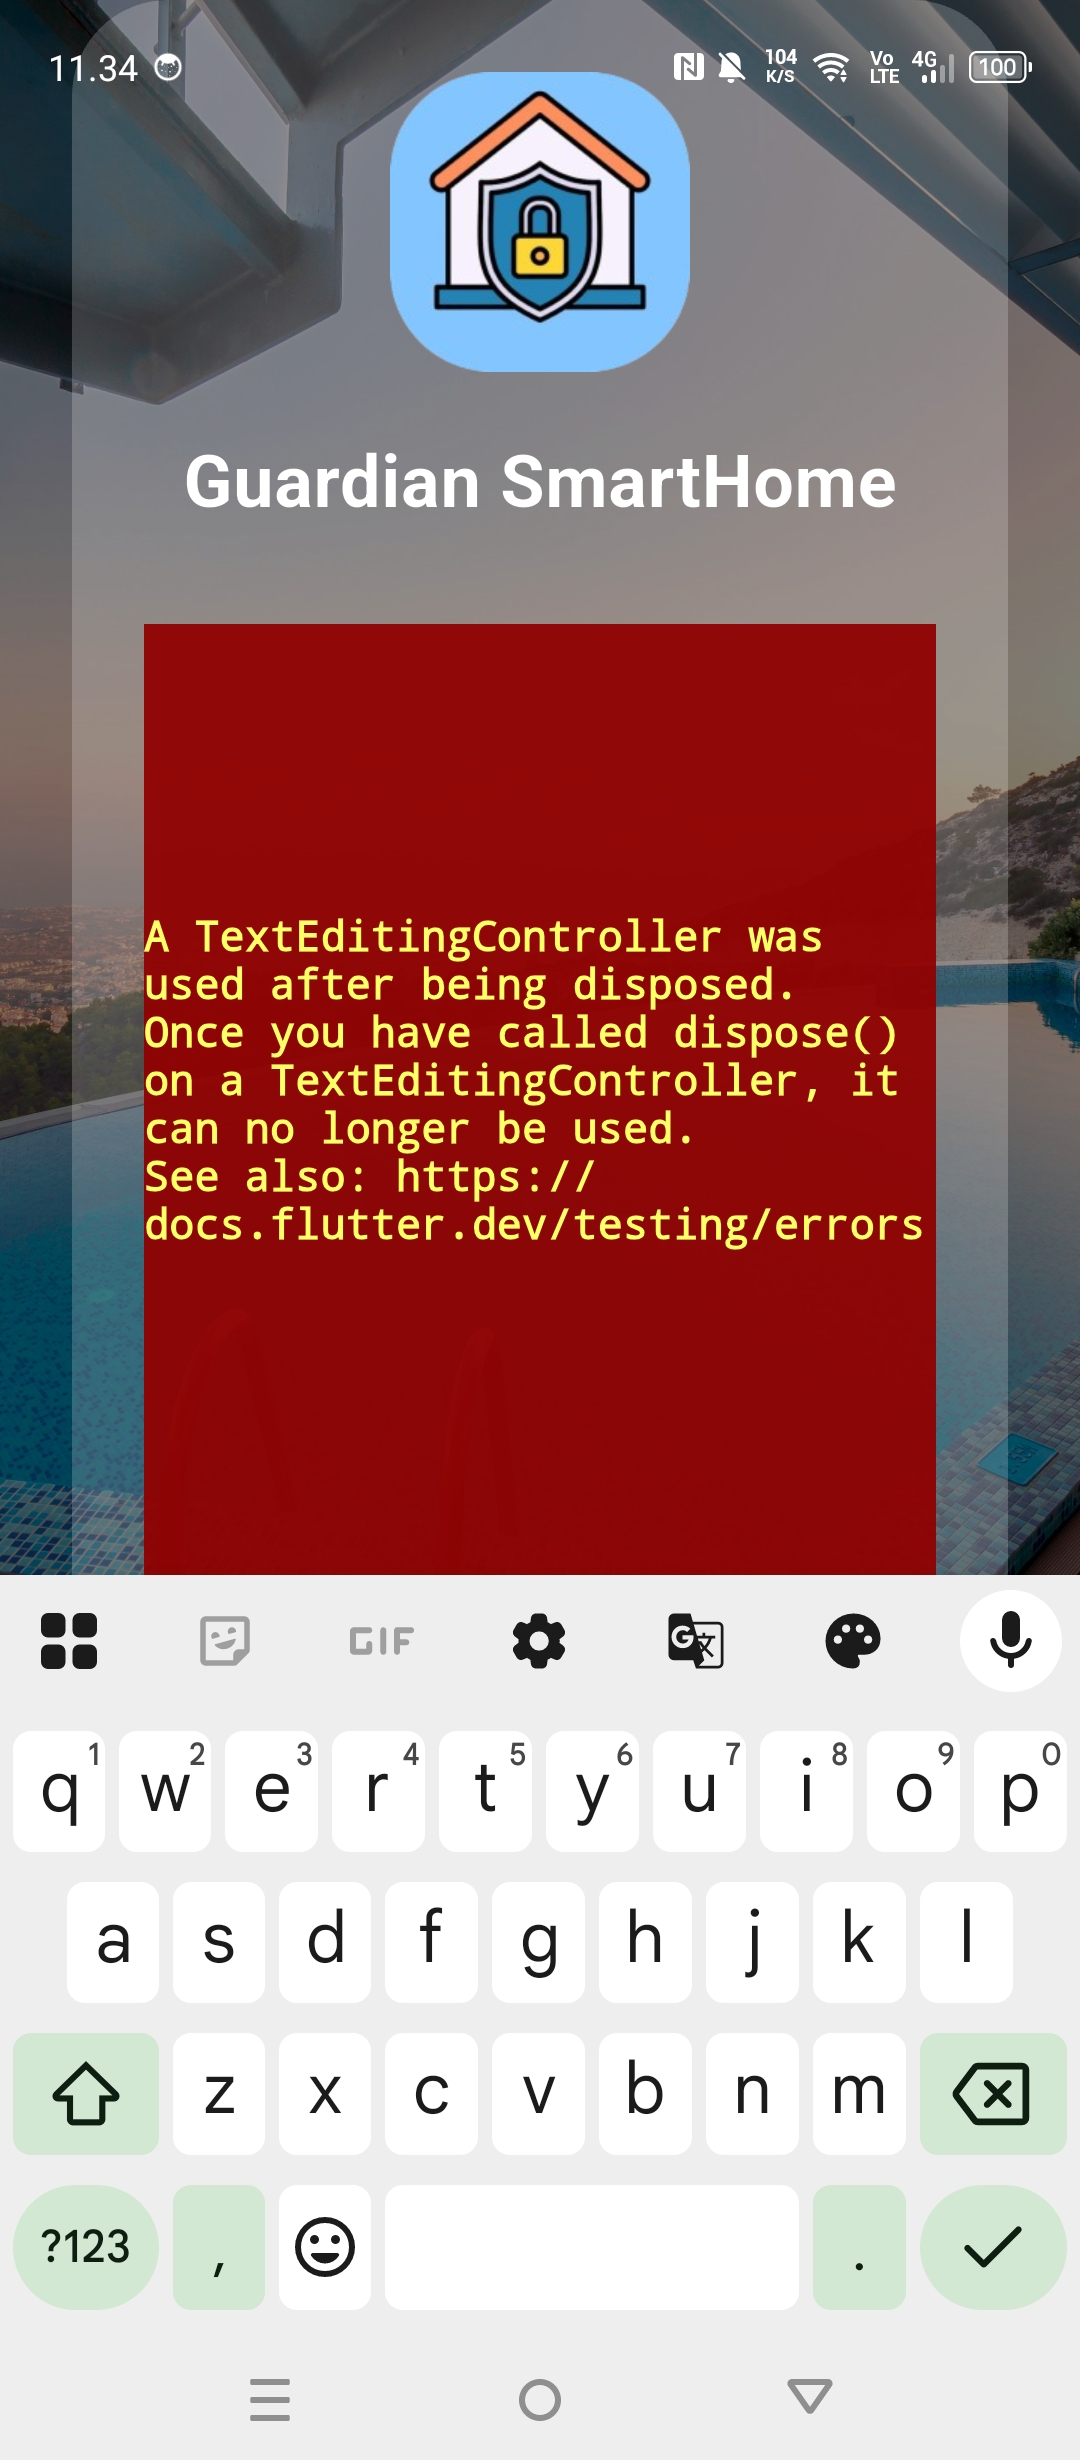 11.34
104
K/S
Vo
LTE
4G
100
Guardian SmartHome
A TextEditingController was
used after being disposed.
Once you have called dispose()
on a TextEditingController, it
can no longer be used.
See also: https://
docs.flutter.dev/testing/errors
GIF
G 文
1 2 3 4 5 6 7 8 9 0
q w e r t y u i o p
a s d f g h j k l
z x c v b n m
?123 , .